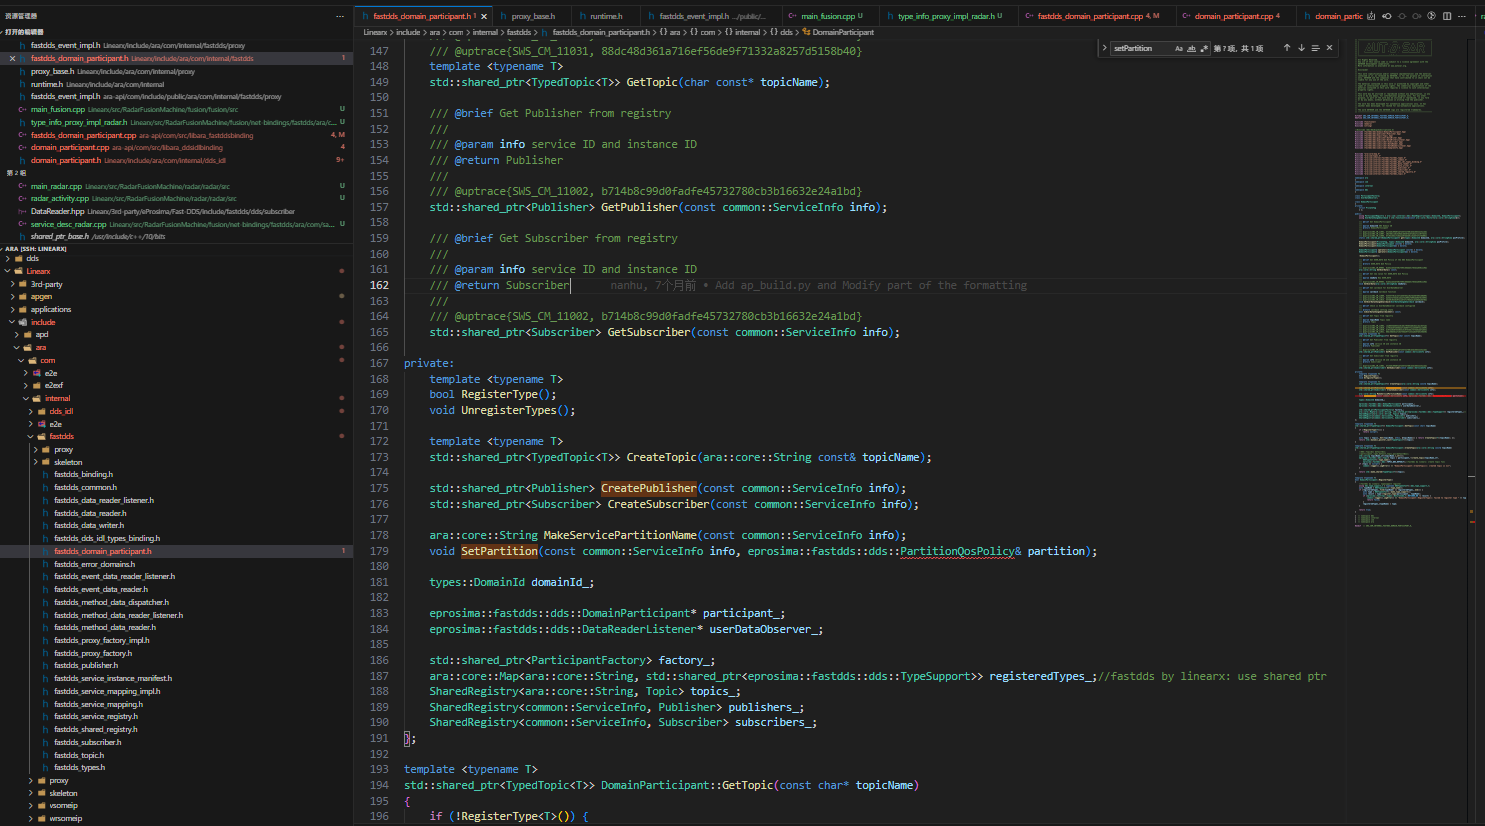 资源管理器 ···
打开的编辑器
fastdds_event_impl.h Linearx/include/ara/com/internal/fastdds/proxy
fastdds_domain_participant.h Linearx/include/ara/com/internal/fastdds 1
proxy_base.h Linearx/include/ara/com/internal/proxy
runtime.h Linearx/include/ara/com/internal
fastdds_event_impl.h ara-api/com/include/public/ara/com/internal/fastdds/proxy
main_fusion.cpp Linearx/src/RadarFusionMachine/fusion/fusion/src U
type_info_proxy_impl_radar.h Linearx/src/RadarFusionMachine/fusion/net-bindings/fastdds/ara/c... U
fastdds_domain_participant.cpp ara-api/com/src/libara_fastddsbinding 4, M
domain_participant.cpp ara-api/com/src/libara_ddsidlbinding 4
domain_participant.h Linearx/include/ara/com/internal/dds_idl 9+
第 2 组
main_radar.cpp Linearx/src/RadarFusionMachine/radar/radar/src U
radar_activity.cpp Linearx/src/RadarFusionMachine/radar/radar/src U
DataReader.hpp Linearx/3rd-party/eProsima/Fast-DDS/include/fastdds/dds/subscriber
service_desc_radar.cpp Linearx/src/RadarFusionMachine/fusion/net-bindings/fastdds/ara/com/sa... U
shared_ptr_base.h /usr/include/c++/10/bits
ARA [SSH: LINEARX]
dds
Linearx
3rd-party
apgen
applications
include
apd
ara
com
e2e
e2exf
internal
dds_idl
e2e
fastdds
proxy
skeleton
fastdds_binding.h
fastdds_common.h
fastdds_data_reader_listener.h
fastdds_data_reader.h
fastdds_data_writer.h
fastdds_dds_idl_types_binding.h
fastdds_domain_participant.h 1
fastdds_error_domains.h
fastdds_event_data_reader_listener.h
fastdds_event_data_reader.h
fastdds_method_data_dispatcher.h
fastdds_method_data_reader_listener.h
fastdds_method_data_reader.h
fastdds_proxy_factory_impl.h
fastdds_proxy_factory.h
fastdds_publisher.h
fastdds_service_instance_manifest.h
fastdds_service_mapping_impl.h
fastdds_service_mapping.h
fastdds_service_registry.h
fastdds_shared_registry.h
fastdds_subscriber.h
fastdds_topic.h
fastdds_types.h
proxy
skeleton
vsomeip
wrsomeip
fastdds_domain_participant.h 1 proxy_base.h runtime.h fastdds_event_impl.h .../public/... main_fusion.cpp U type_info_proxy_impl_radar.h U fastdds_domain_participant.cpp 4, M domain_participant.cpp 4 domain_partic
Linearx > include > ara > com > internal > fastdds > fastdds_domain_participant.h > {} ara > {} com > {} internal > {} dds > DomainParticipant
setPartition Aa ab 第 ?项, 共 1 项
147 /// @uptrace{SWS_CM_11031, 88dc48d361a716ef56de9f71332a8257d5158b40}
148 template <typename T>
149 std::shared_ptr<TypedTopic<T>> GetTopic(char const* topicName);
150
151 /// @brief Get Publisher from registry
152 ///
153 /// @param info service ID and instance ID
154 /// @return Publisher
155 ///
156 /// @uptrace{SWS_CM_11002, b714b8c99d0fadfe45732780cb3b16632e24a1bd}
157 std::shared_ptr<Publisher> GetPublisher(const common::ServiceInfo info);
158
159 /// @brief Get Subscriber from registry
160 ///
161 /// @param info service ID and instance ID
162 /// @return Subscriber nanhu, 7个月前 • Add ap_build.py and Modify part of the formatting
163 ///
164 /// @uptrace{SWS_CM_11002, b714b8c99d0fadfe45732780cb3b16632e24a1bd}
165 std::shared_ptr<Subscriber> GetSubscriber(const common::ServiceInfo info);
166
167 private:
168 template <typename T>
169 bool RegisterType();
170 void UnregisterTypes();
171
172 template <typename T>
173 std::shared_ptr<TypedTopic<T>> CreateTopic(ara::core::String const& topicName);
174
175 std::shared_ptr<Publisher> CreatePublisher(const common::ServiceInfo info);
176 std::shared_ptr<Subscriber> CreateSubscriber(const common::ServiceInfo info);
177
178 ara::core::String MakeServicePartitionName(const common::ServiceInfo info);
179 void SetPartition(const common::ServiceInfo info, eprosima::fastdds::dds::PartitionQosPolicy& partition);
180
181 types::DomainId domainId_;
182
183 eprosima::fastdds::dds::DomainParticipant* participant_;
184 eprosima::fastdds::dds::DataReaderListener* userDataObserver_;
185
186 std::shared_ptr<ParticipantFactory> factory_;
187 ara::core::Map<ara::core::String, std::shared_ptr<eprosima::fastdds::dds::TypeSupport>> registeredTypes_;//fastdds by linearx: use shared ptr
188 SharedRegistry<ara::core::String, Topic> topics_;
189 SharedRegistry<common::ServiceInfo, Publisher> publishers_;
190 SharedRegistry<common::ServiceInfo, Subscriber> subscribers_;
191 };
192
193 template <typename T>
194 std::shared_ptr<TypedTopic<T>> DomainParticipant::GetTopic(const char* topicName)
195 {
196 if (!RegisterType<T>()) {